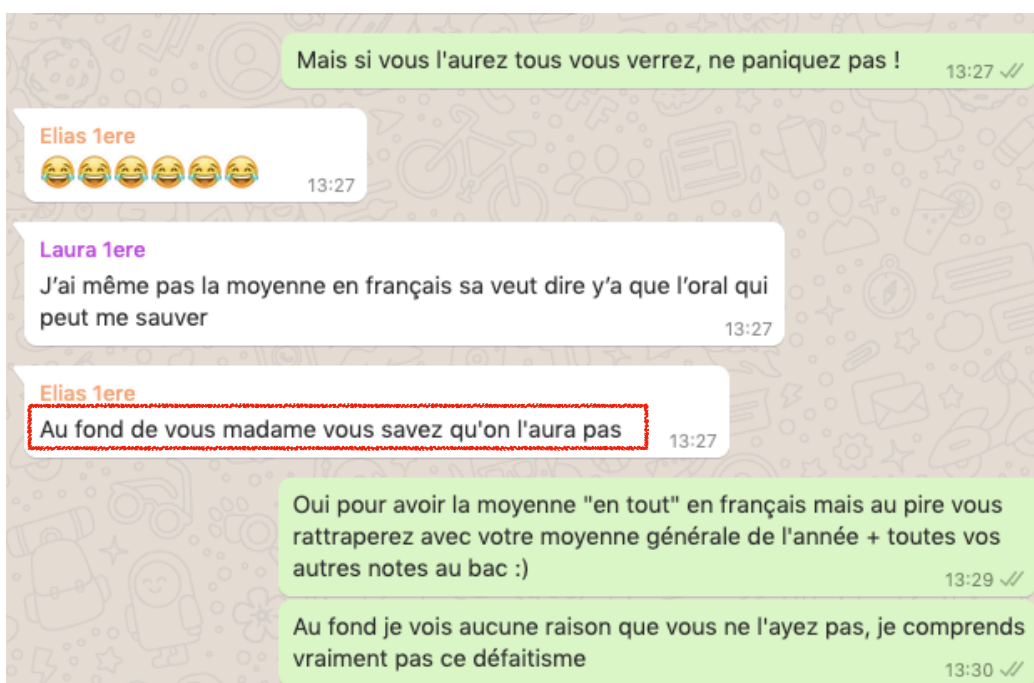 Mais si vous l'aurez tous vous verrez, ne paniquez pas !
13:27
Elias 1ere
😂😂😂😂😂😂
13:27
Laura 1ere
J'ai même pas la moyenne en français sa veut dire y'a que l'oral qui
peut me sauver
13:27
Elias 1ere
Au fond de vous madame vous savez qu'on l'aura pas
13:27
Oui pour avoir la moyenne "en tout" en français mais au pire vous
rattraperez avec votre moyenne générale de l'année + toutes vos
autres notes au bac :)
13:29
Au fond je vois aucune raison que vous ne l'ayez pas, je comprends
vraiment pas ce défaitisme
13:30